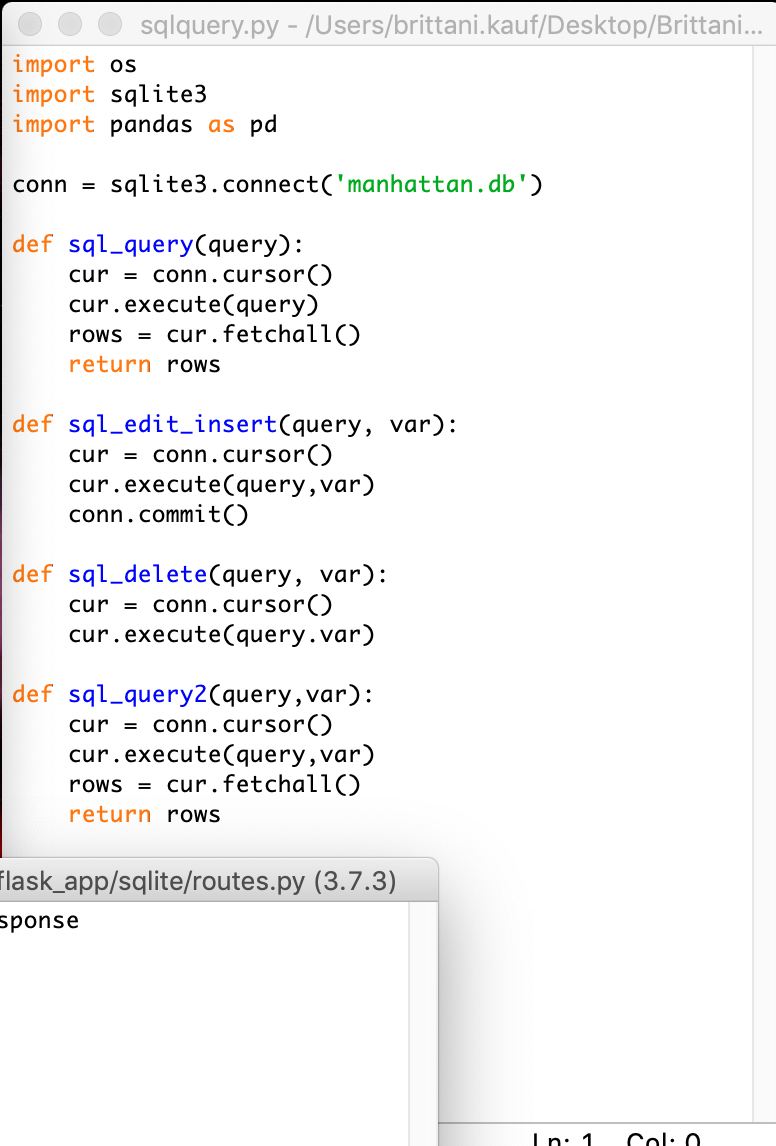 sqlquery.py - /Users/brittani.kauf/Desktop/Brittani...
import os
import sqlite3
import pandas as pd
conn = sqlite3.connect('manhattan.db')
def sql_query(query):
    cur = conn.cursor()
    cur.execute(query)
    rows = cur.fetchall()
    return rows
def sql_edit_insert(query, var):
    cur = conn.cursor()
    cur.execute(query,var)
    conn.commit()
def sql_delete(query, var):
    cur = conn.cursor()
    cur.execute(query.var)
def sql_query2(query,var):
    cur = conn.cursor()
    cur.execute(query,var)
    rows = cur.fetchall()
    return rows
flask_app/sqlite/routes.py (3.7.3)
sponse
Ln: 1 Col: 0